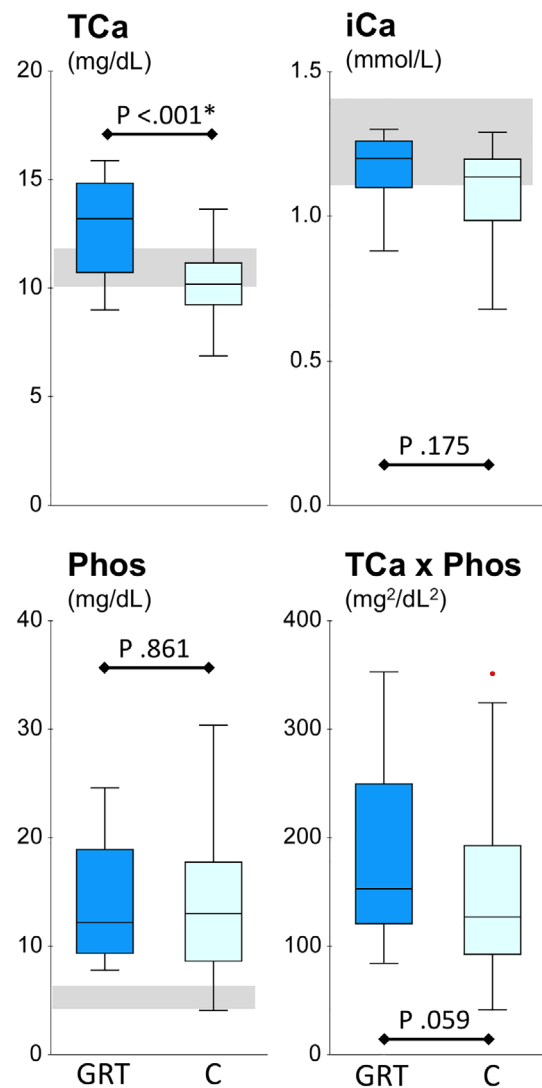 TCa
(mg/dL)
20
15
10
5
0
P <.001*
iCa
(mmol/L)
1.5
1.0
0.5
0.0
P .175
Phos
(mg/dL)
40
30
20
10
0
P .861
GRT C
TCa x Phos
(mg²/dL²)
400
300
200
100
0
P .059
GRT C